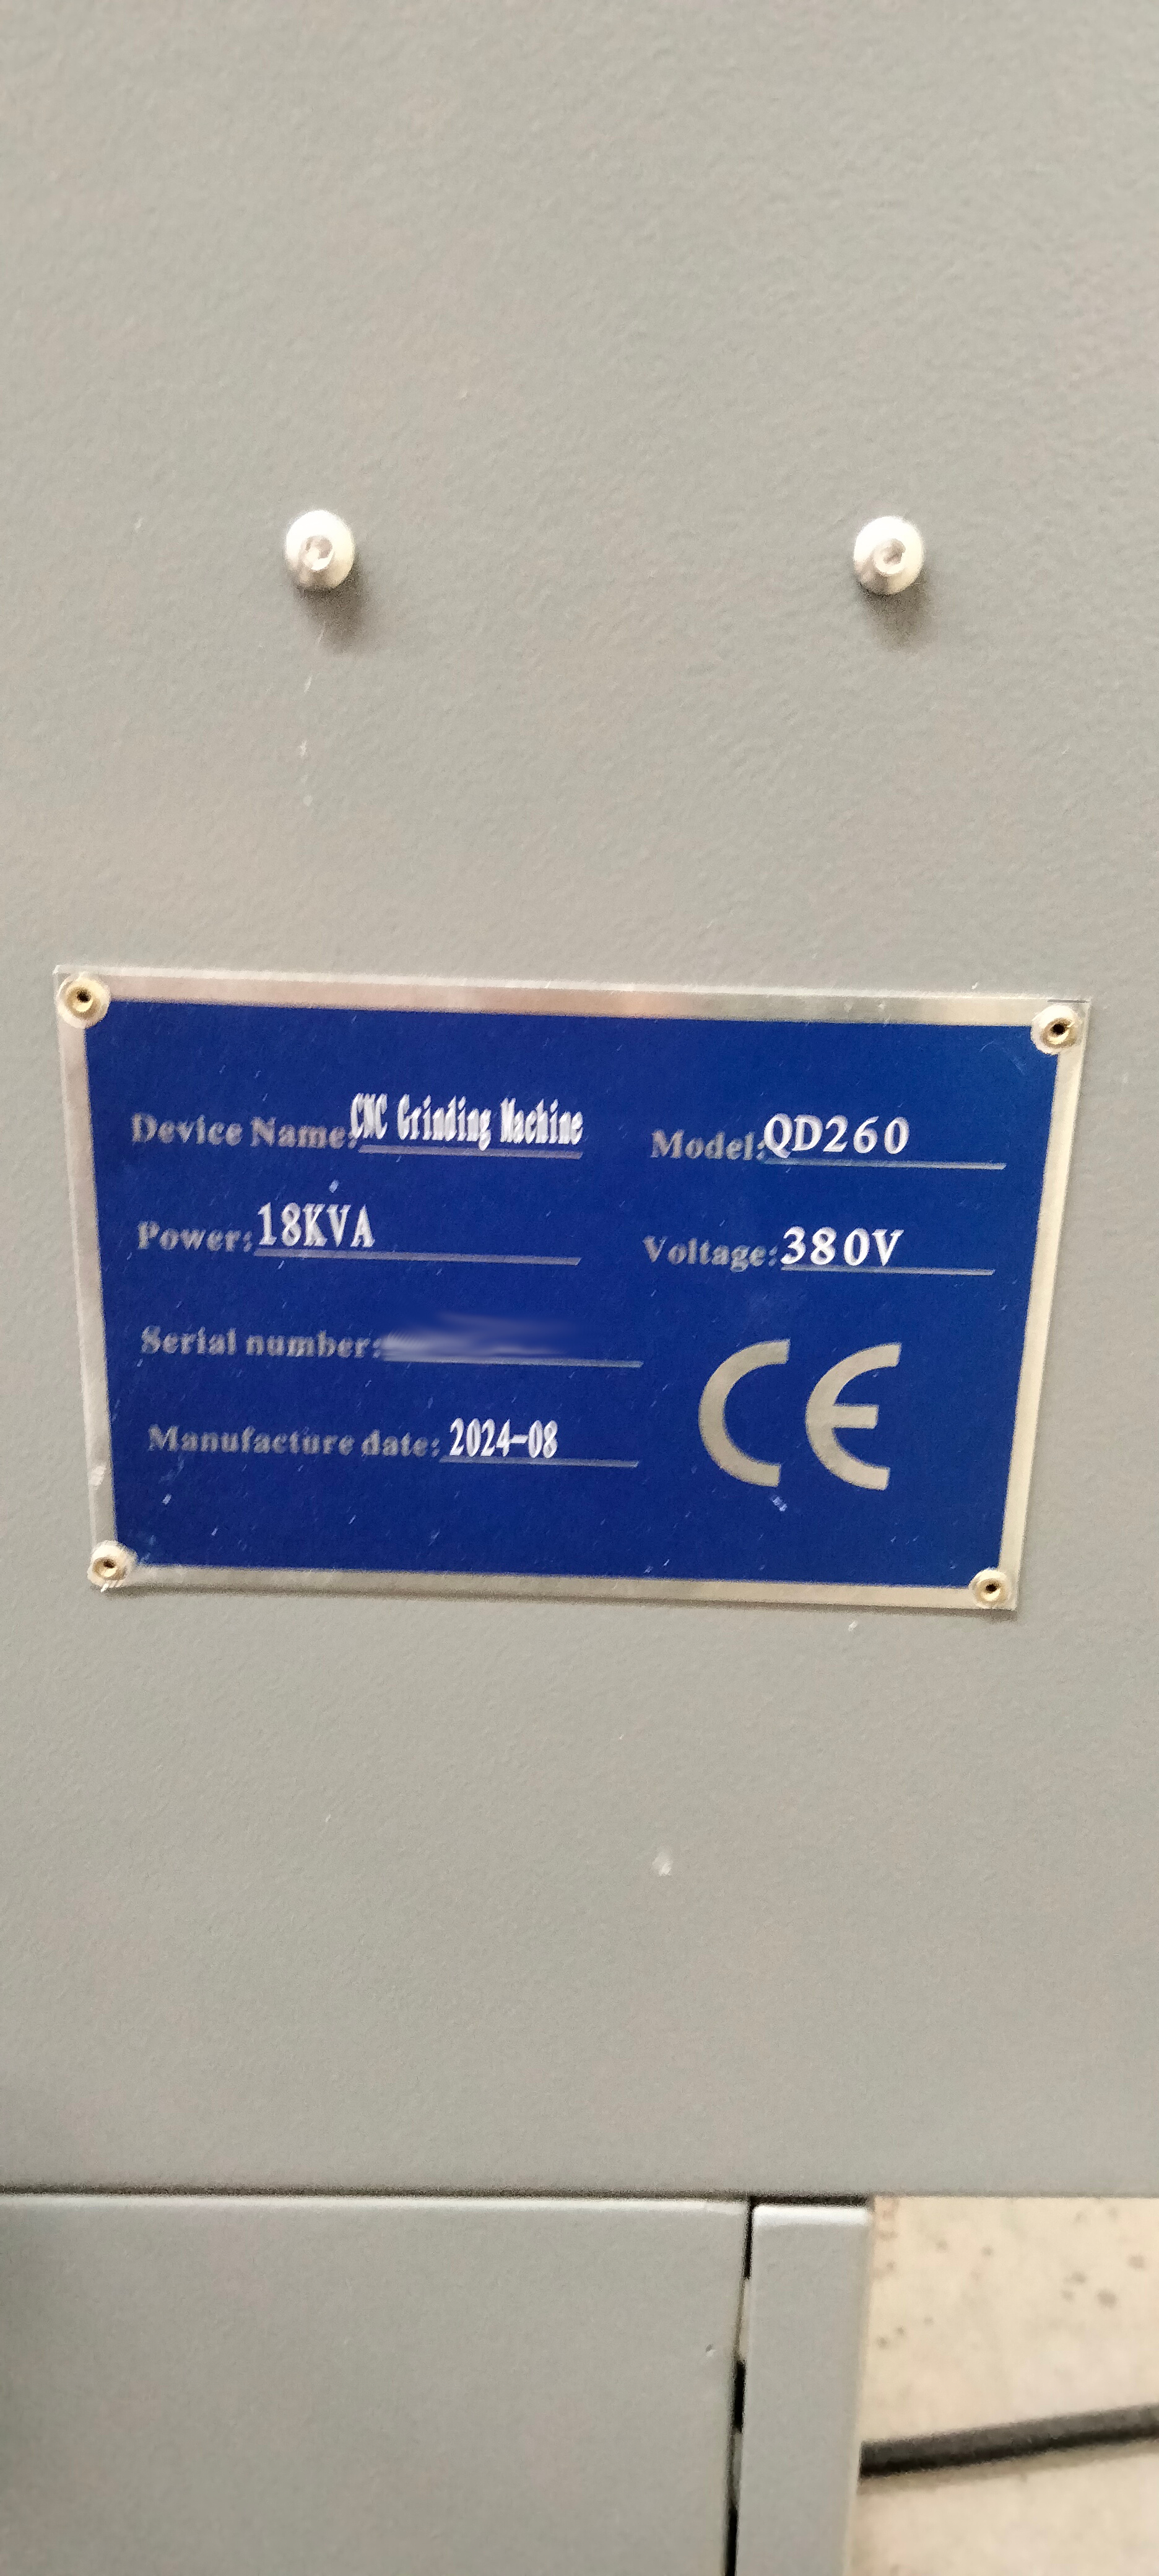 Device Name: CNC Grinding Machine Model: QD260
Power: 18KVA Voltage: 380V
Serial number:
Manufacture date: 2024-08
CE